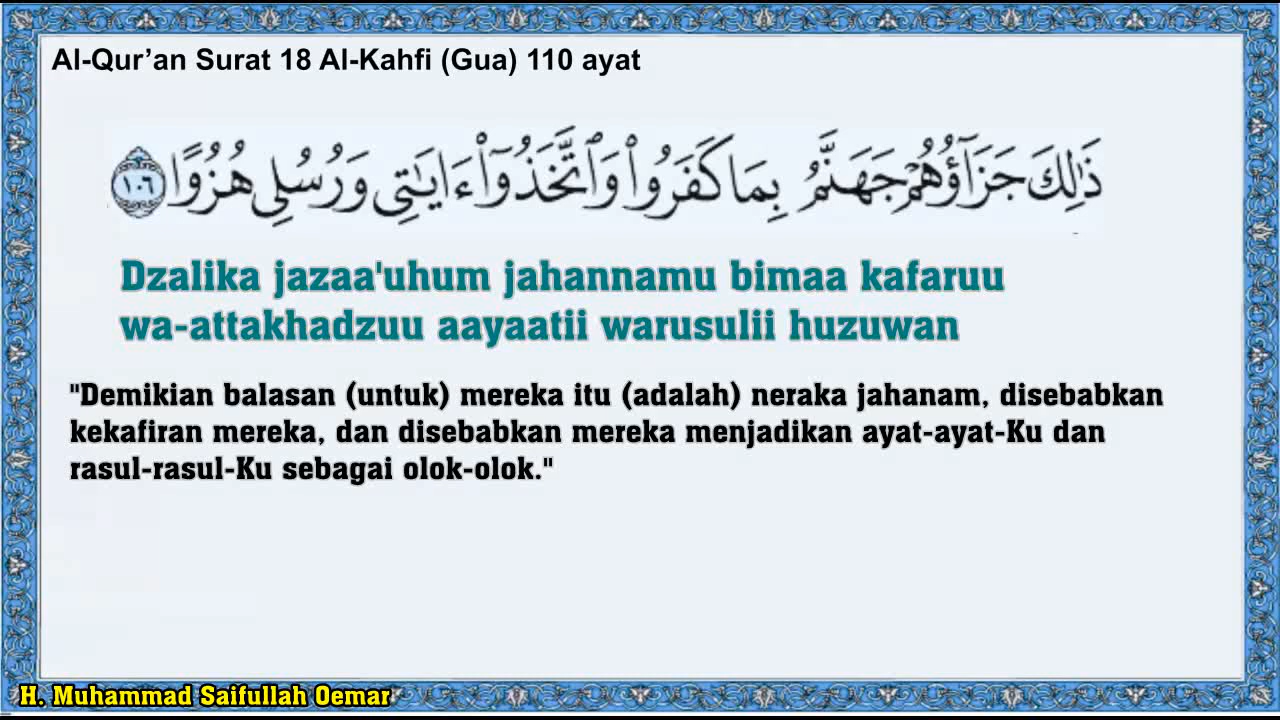 Al-Qur’an Surat 18 Al-Kahfi (Gua) 110 ayat
ذَٰلِكَ جَزَآؤُهُمْ جَهَنَّمُ بِمَا كَفَرُوا۟ وَٱتَّخَذُوٓا۟ ءَايَٰتِى وَرُسُلِى هُزُوًا ١٠٦
Dzalika jazaa'uhum jahannamu bimaa kafaruu
wa-attakhadzuu aayaatii warusulii huzuwan
"Demikian balasan (untuk) mereka itu (adalah) neraka jahanam, disebabkan
kekafiran mereka, dan disebabkan mereka menjadikan ayat-ayat-Ku dan
rasul-rasul-Ku sebagai olok-olok."
H. Muhammad Saifullah Oemar